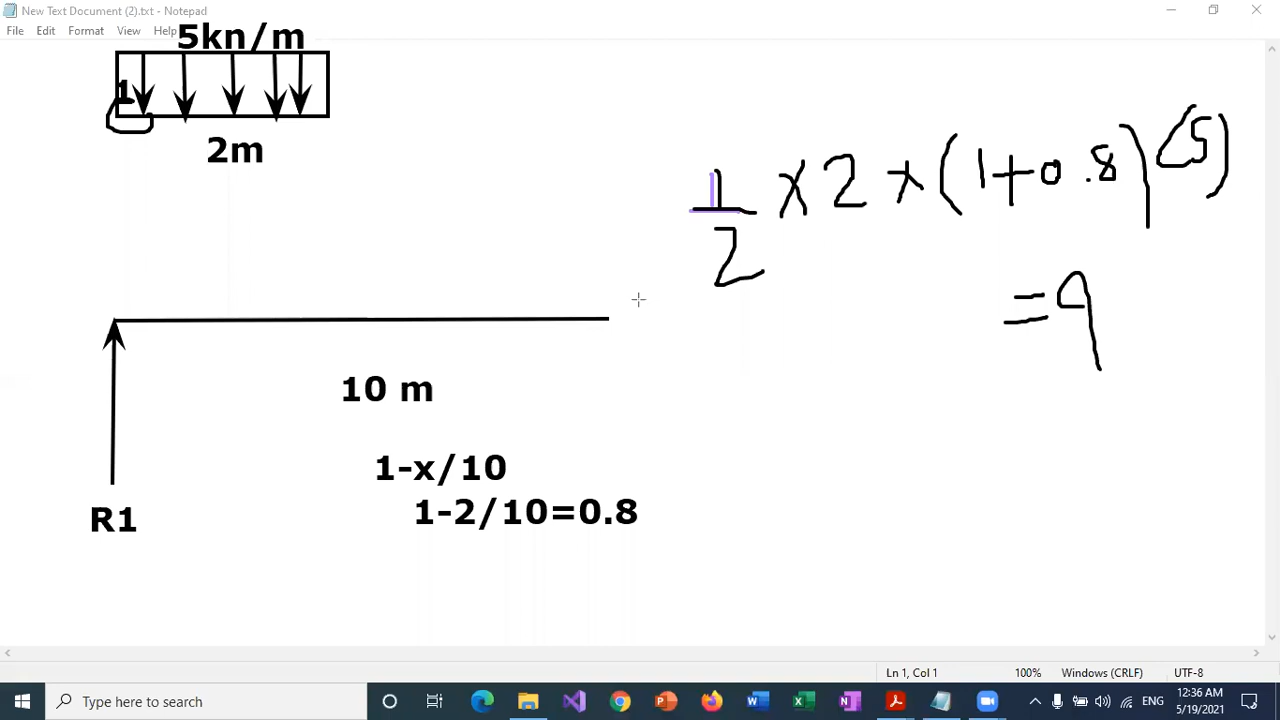 New Text Document (2).txt - Notepad
File Edit Format View Help
5kn/m
1
2m
1/2 × 2 × (1+0.8)(5)
=9
10 m
1-x/10
1-2/10=0.8
R1
Ln 1, Col 1 100% Windows (CRLF) UTF-8
Type here to search
ENG
12:36 AM
5/19/2021